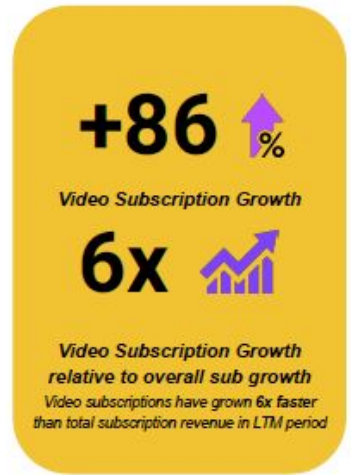 +86 %
Video Subscription Growth
6x
Video Subscription Growth
relative to overall sub growth
Video subscriptions have grown 6x faster
than total subscription revenue in LTM period